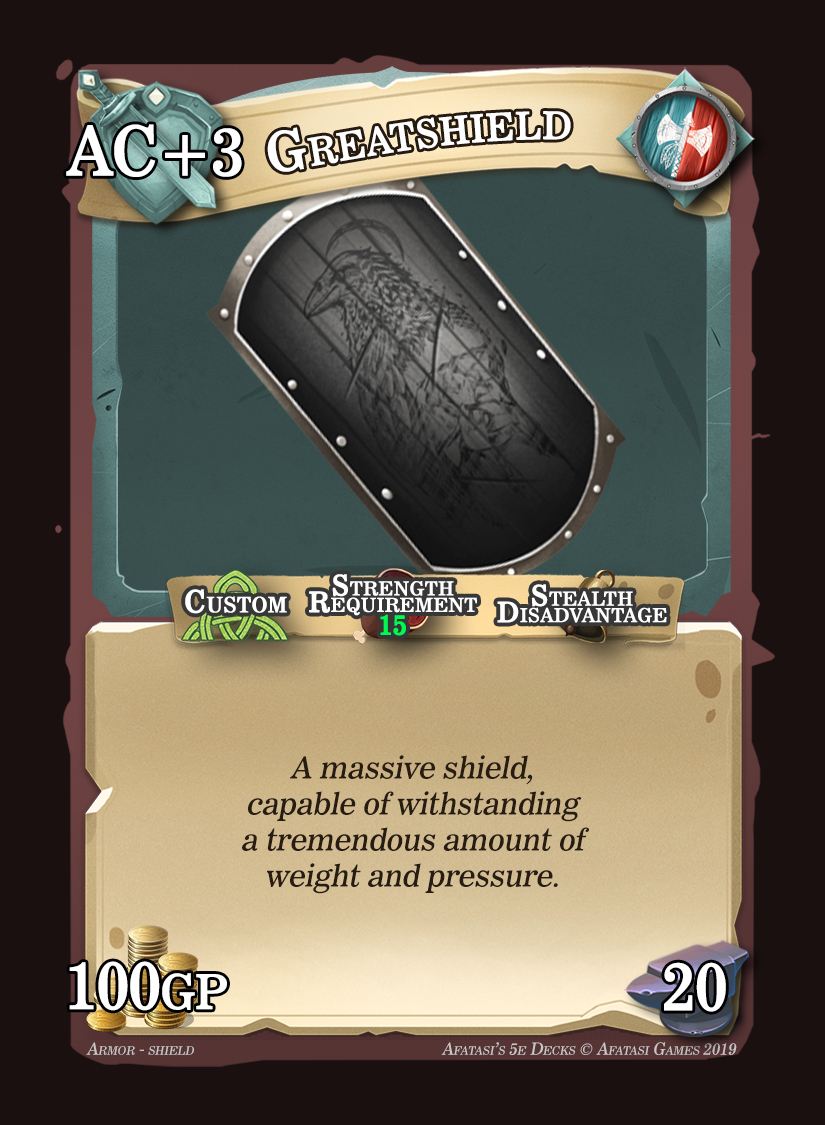 AC+3 Greatshield
Custom
Strength
Requirement
15
Stealth
Disadvantage
A massive shield,
capable of withstanding
a tremendous amount of
weight and pressure.
100GP
20
Armor - shield
Afatasi's 5e Decks © Afatasi Games 2019